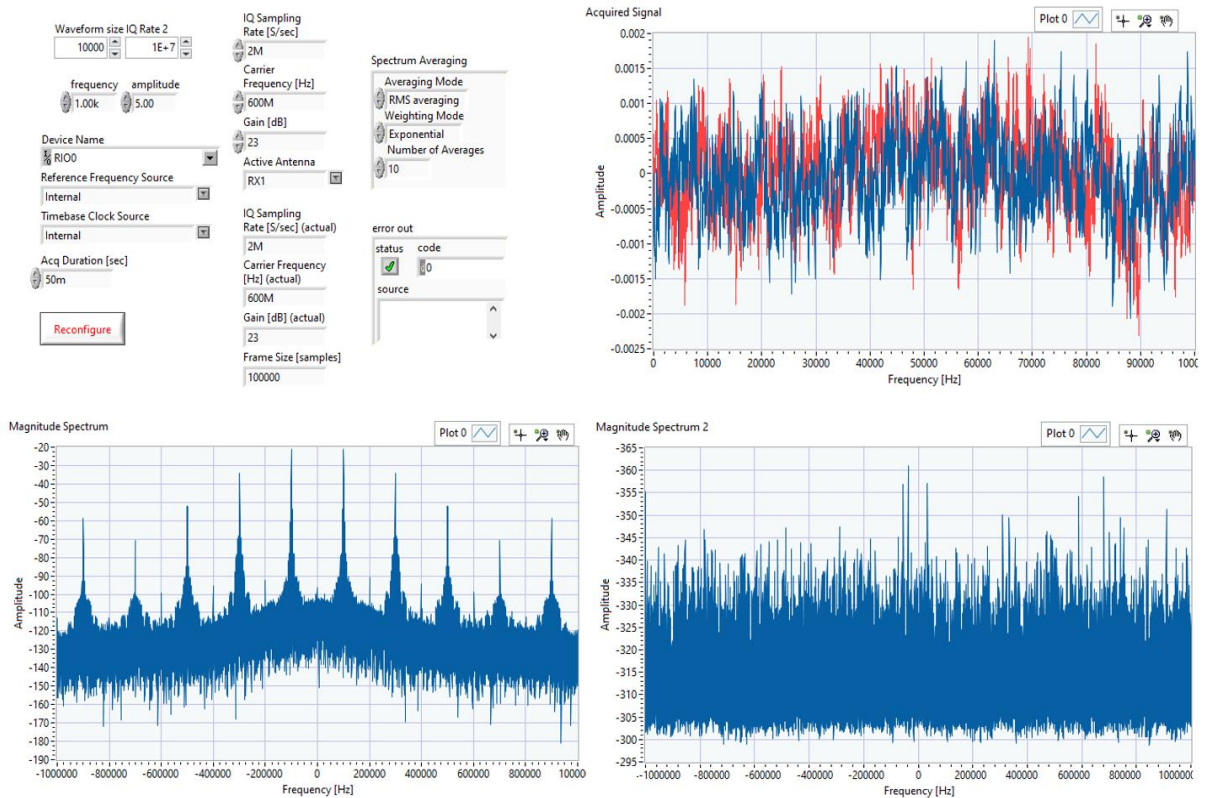 Waveform size IQ Rate 2
10000 1E+7
frequency amplitude
1.00k 5.00
Device Name
RIO0
Reference Frequency Source
Internal
Timebase Clock Source
Internal
Acq Duration [sec]
50m
Reconfigure
IQ Sampling
Rate [S/sec]
2M
Carrier
Frequency [Hz]
600M
Gain [dB]
23
Active Antenna
RX1
IQ Sampling
Rate [S/sec] (actual)
2M
Carrier Frequency
[Hz] (actual)
600M
Gain [dB] (actual)
23
Frame Size [samples]
100000
Spectrum Averaging
Averaging Mode
RMS averaging
Weighting Mode
Exponential
Number of Averages
10
error out
status code
0
source
Acquired Signal
Plot 0
0.002
0.0015
0.001
0.0005
0
-0.0005
-0.001
-0.0015
-0.002
-0.0025
Amplitude
0 10000 20000 30000 40000 50000 60000 70000 80000 90000 1000
Frequency [Hz]
Magnitude Spectrum
Plot 0
-20
-30
-40
-50
-60
-70
-80
-90
-100
-110
-120
-130
-140
-150
-160
-170
-180
-190
Amplitude
-1000000 -800000 -600000 -400000 -200000 0 200000 400000 600000 800000 100000
Frequency [Hz]
Magnitude Spectrum 2
Plot 0
-365
-360
-355
-350
-345
-340
-335
-330
-325
-320
-315
-310
-305
-300
-295
Amplitude
-1000000 -800000 -600000 -400000 -200000 0 200000 400000 600000 800000 1000000
Frequency [Hz]